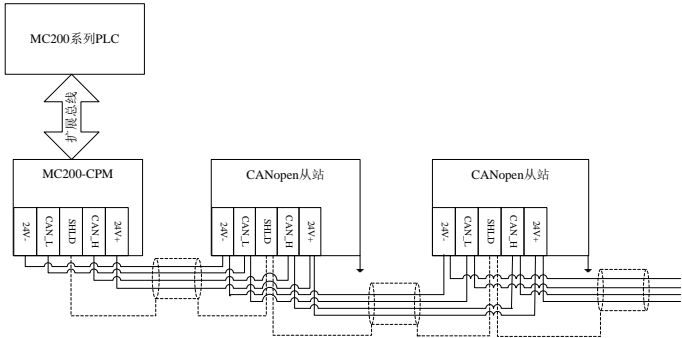 MC200系列PLC
扩展总线
MC200-CPM
CANopen从站
CANopen从站
24V-
CAN_L
SHLD
CAN_H
24V+
24V-
CAN_L
SHLD
CAN_H
24V+
24V-
CAN_L
SHLD
CAN_H
24V+